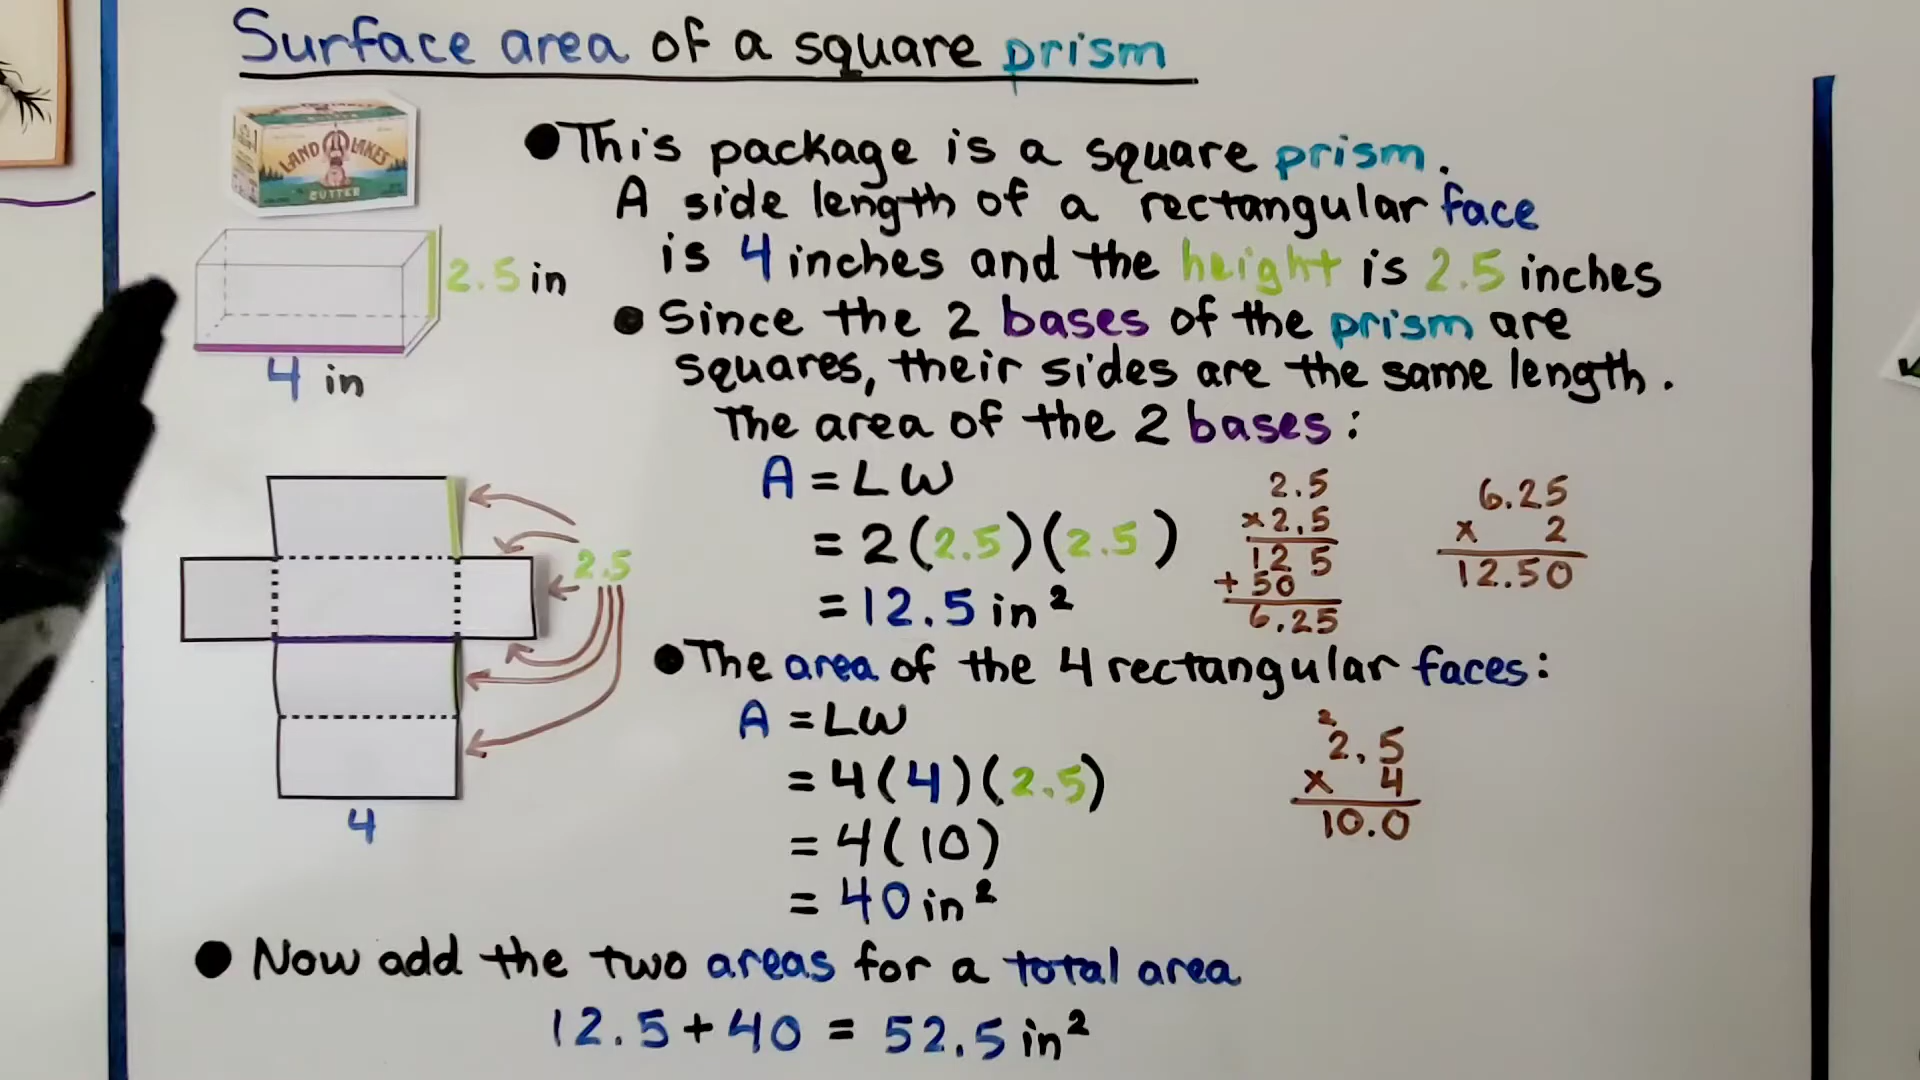 Surface area of a square prism
LAND O LAKES
BUTTER
2.5 in
4 in
• This package is a square prism.
A side length of a rectangular face
is 4 inches and the height is 2.5 inches
• Since the 2 bases of the prism are
squares, their sides are the same length.
The area of the 2 bases:
A = LW
= 2(2.5)(2.5)
= 12.5 in²
2.5
×2.5
125
+50
6.25
6.25
× 2
12.50
2.5
4
• The area of the 4 rectangular faces:
A = LW
= 4(4)(2.5)
= 4(10)
= 40 in²
2
2.5
× 4
10.0
• Now add the two areas for a total area
12.5 + 40 = 52.5 in²